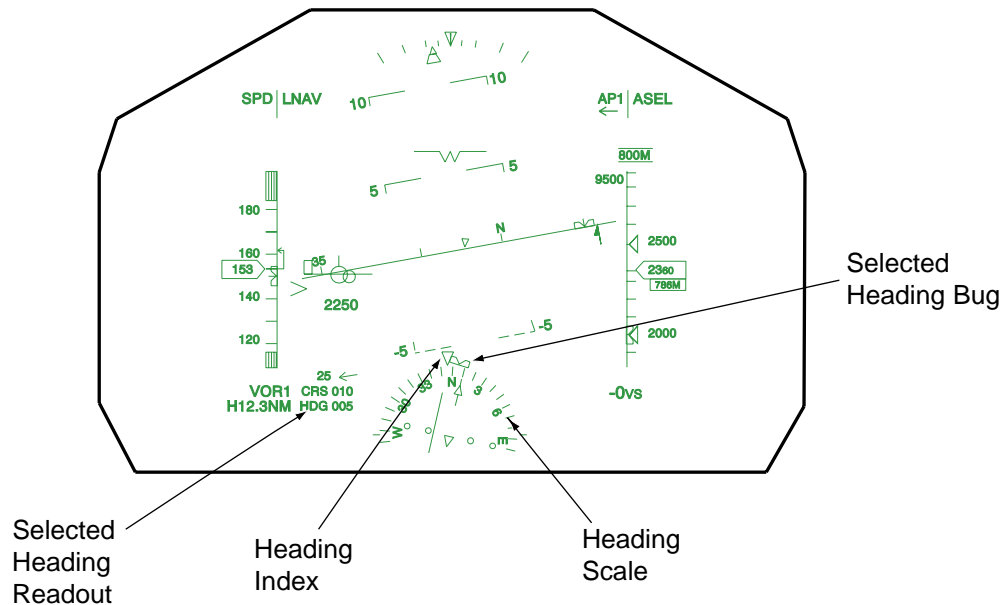 10
10
SPD LNAV
AP1 ASEL
800M
9500
5
5
180
N
160
2500
35
153
2360
786M
Selected
Heading Bug
140
2250
2000
120
-5
-5
25
VOR1 CRS 010
H12.3NM HDG 005
-0VS
33
N
3
30
6
W
E
Selected
Heading
Readout
Heading
Index
Heading
Scale